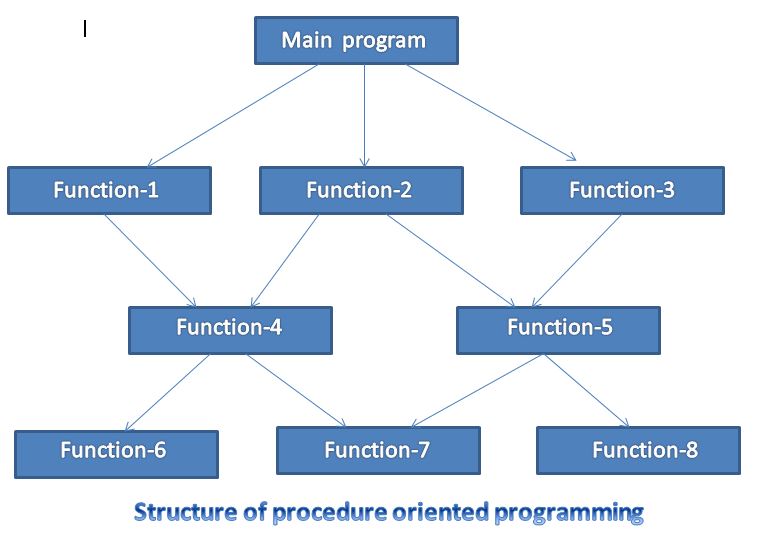 Main program
Function-1
Function-2
Function-3
Function-4
Function-5
Function-6
Function-7
Function-8
Structure of procedure oriented programming